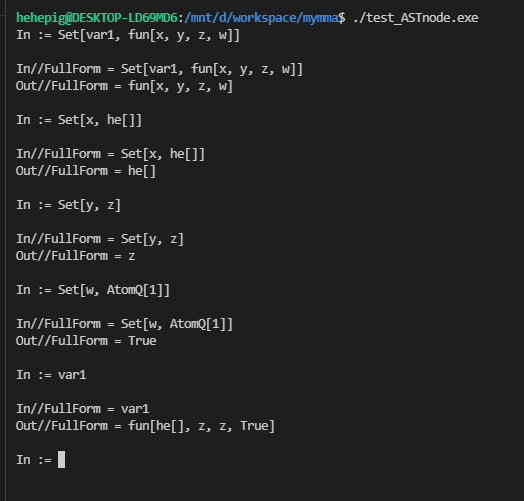 hehepig@DESKTOP-LD69MD6:/mnt/d/workspace/mymma$ ./test_ASTnode.exe
In := Set[var1, fun[x, y, z, w]]
In//FullForm = Set[var1, fun[x, y, z, w]]
Out//FullForm = fun[x, y, z, w]
In := Set[x, he[]]
In//FullForm = Set[x, he[]]
Out//FullForm = he[]
In := Set[y, z]
In//FullForm = Set[y, z]
Out//FullForm = z
In := Set[w, AtomQ[1]]
In//FullForm = Set[w, AtomQ[1]]
Out//FullForm = True
In := var1
In//FullForm = var1
Out//FullForm = fun[he[], z, z, True]
In :=